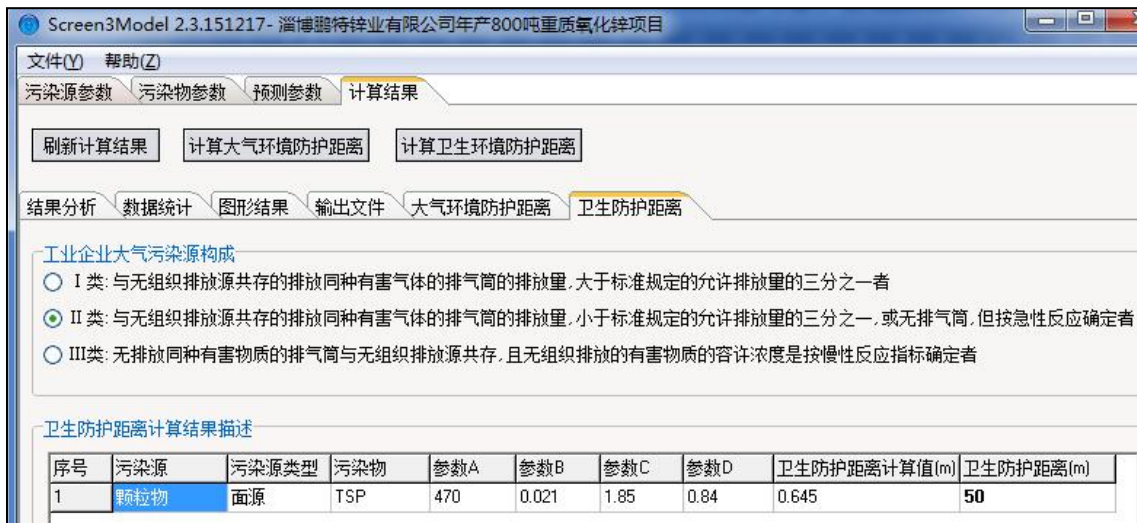 Screen3Model 2.3.151217- 淄博鹏特锌业有限公司年产800吨重质氧化锌项目
文件(Y) 帮助(Z)
污染源参数 污染物参数 预测参数 计算结果
刷新计算结果 计算大气环境防护距离 计算卫生环境防护距离
结果分析 数据统计 图形结果 输出文件 大气环境防护距离 卫生防护距离
工业企业大气污染源构成
I 类: 与无组织排放源共存的排放同种有害气体的排气筒的排放量,大于标准规定的允许排放量的三分之一者
II 类: 与无组织排放源共存的排放同种有害气体的排气筒的排放量,小于标准规定的允许排放量的三分之一,或无排气筒,但按急性反应确定者
III类: 无排放同种有害物质的排气筒与无组织排放源共存,且无组织排放的有害物质的容许浓度是按慢性反应指标确定者
卫生防护距离计算结果描述
序号 污染源 污染源类型 污染物 参数A 参数B 参数C 参数D 卫生防护距离计算值(m) 卫生防护距离(m)
1 颗粒物 面源 TSP 470 0.021 1.85 0.84 0.645 50